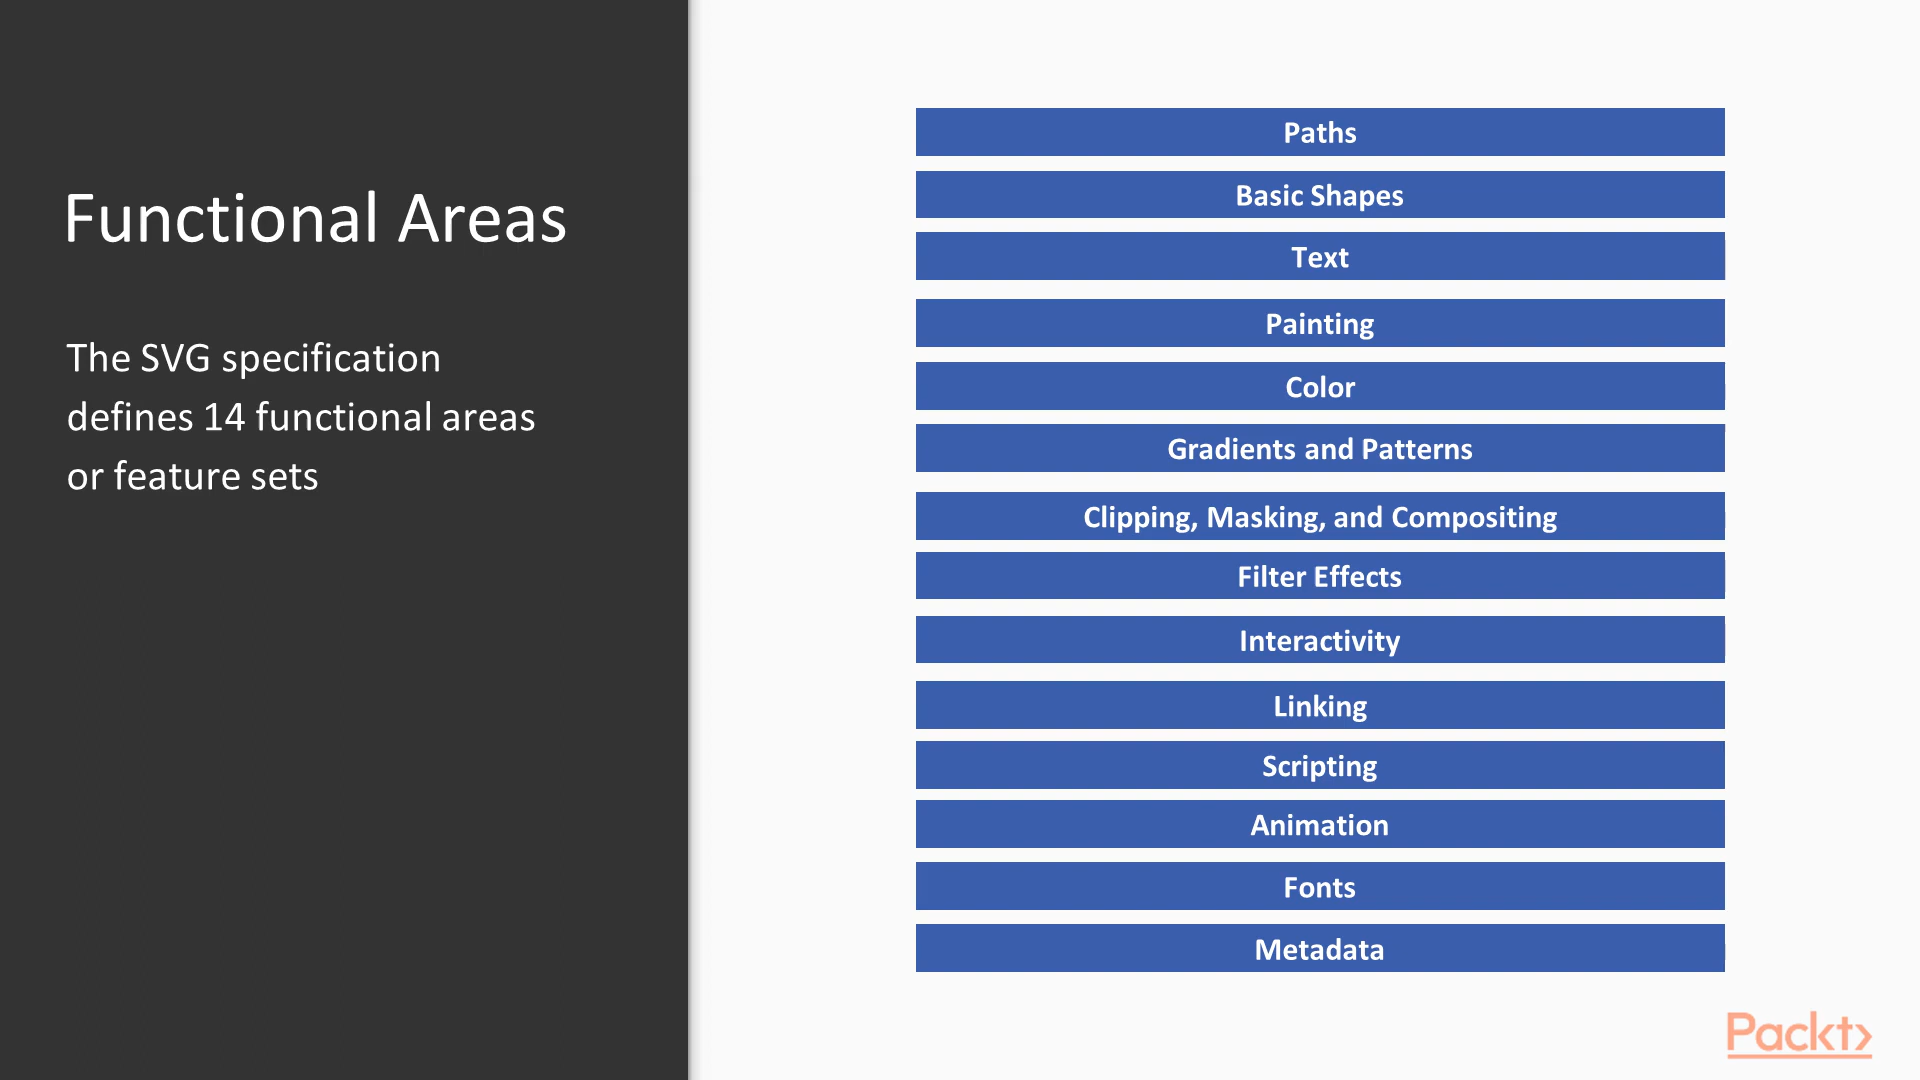 Functional Areas
The SVG specification
defines 14 functional areas
or feature sets
Paths
Basic Shapes
Text
Painting
Color
Gradients and Patterns
Clipping, Masking, and Compositing
Filter Effects
Interactivity
Linking
Scripting
Animation
Fonts
Metadata
Packt>